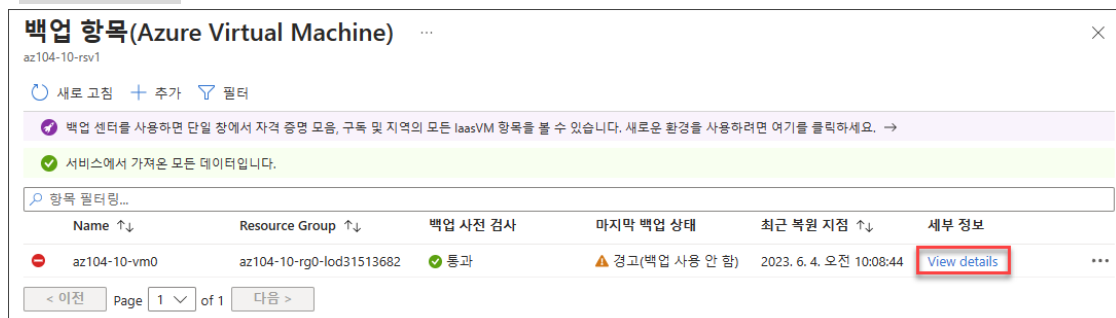 백업 항목(Azure Virtual Machine) ...
az104-10-rsv1
새로 고침 추가 필터
백업 센터를 사용하면 단일 창에서 자격 증명 모음, 구독 및 지역의 모든 IaasVM 항목을 볼 수 있습니다. 새로운 환경을 사용하려면 여기를 클릭하세요. →
서비스에서 가져온 모든 데이터입니다.
항목 필터링...
Name ↑↓ Resource Group ↑↓ 백업 사전 검사 마지막 백업 상태 최근 복원 지점 ↑↓ 세부 정보
az104-10-vm0 az104-10-rg0-lod31513682 통과 경고(백업 사용 안 함) 2023. 6. 4. 오전 10:08:44 View details ...
< 이전 Page 1 of 1 다음 >